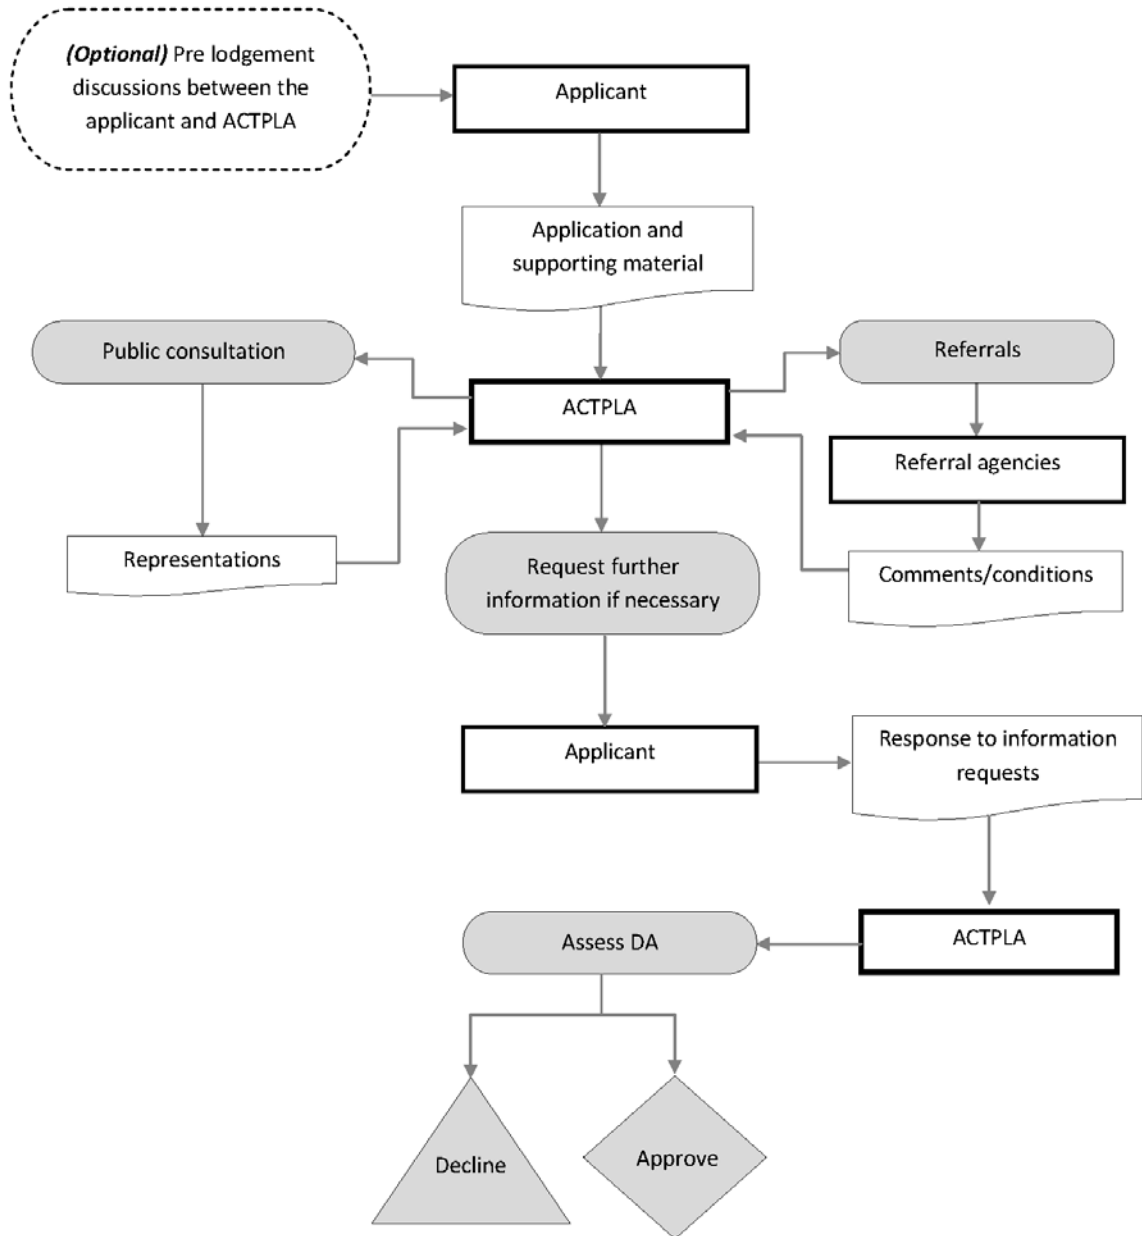 (Optional) Pre lodgement
discussions between the
applicant and ACTPLA
Applicant
Application and
supporting material
Public consultation
Referrals
ACTPLA
Referral agencies
Representations
Request further
information if necessary
Comments/conditions
Applicant
Response to information
requests
ACTPLA
Assess DA
Decline
Approve